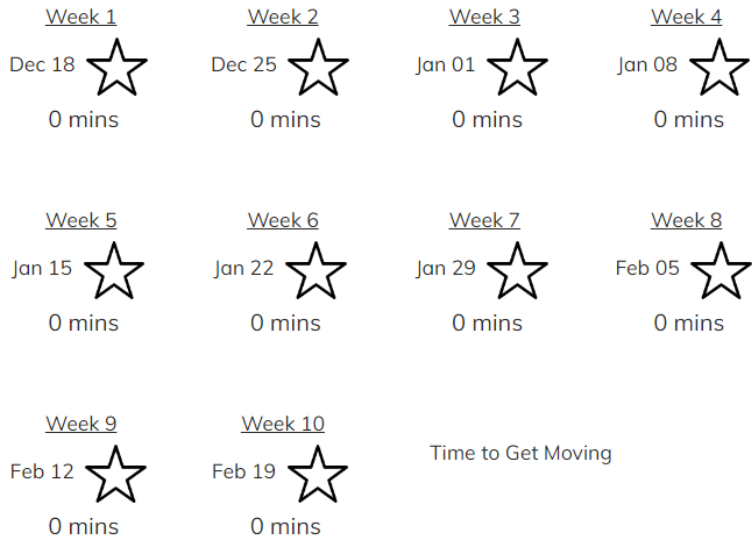 Week 1
Week 2
Week 3
Week 4
Dec 18
Dec 25
Jan 01
Jan 08
0 mins
0 mins
0 mins
0 mins
Week 5
Week 6
Week 7
Week 8
Jan 15
Jan 22
Jan 29
Feb 05
0 mins
0 mins
0 mins
0 mins
Week 9
Week 10
Time to Get Moving
Feb 12
Feb 19
0 mins
0 mins